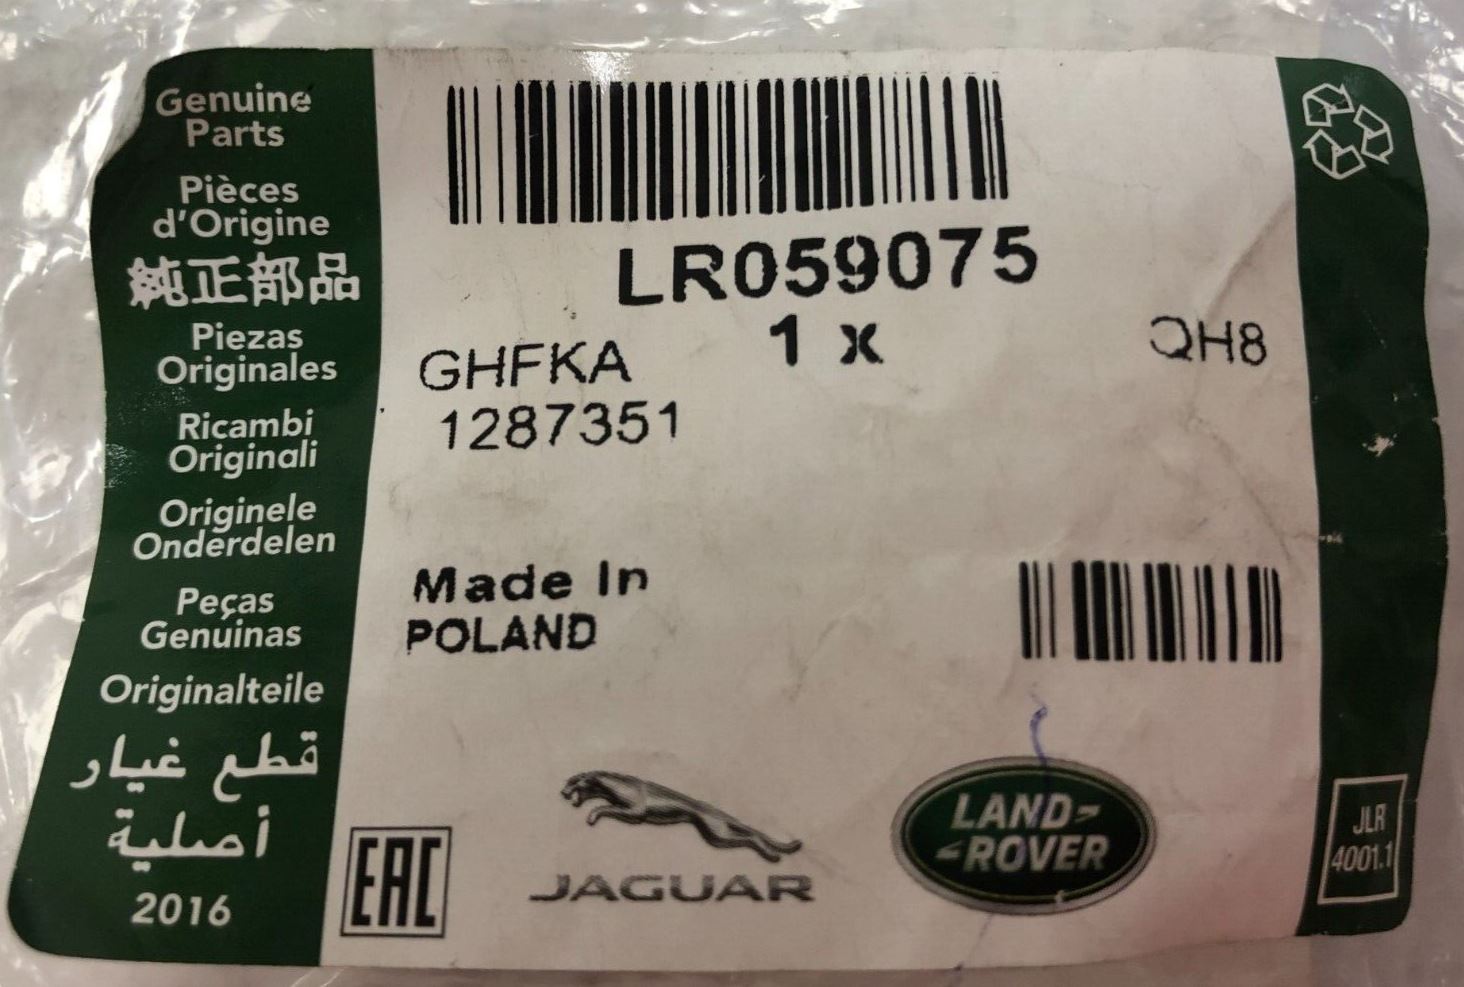 Genuine
Parts
Pièces
d'Origine
純正部品
Piezas
Originales
Ricambi
Originali
Originele
Onderdelen
Peças
Genuinas
Originalteile
قطع غيار
أصلية
2016
LR059075
1 x
QH8
GHFKA
1287351
Made In
POLAND
EAC
JAGUAR
LAND-
ROVER
JLR
4001.1